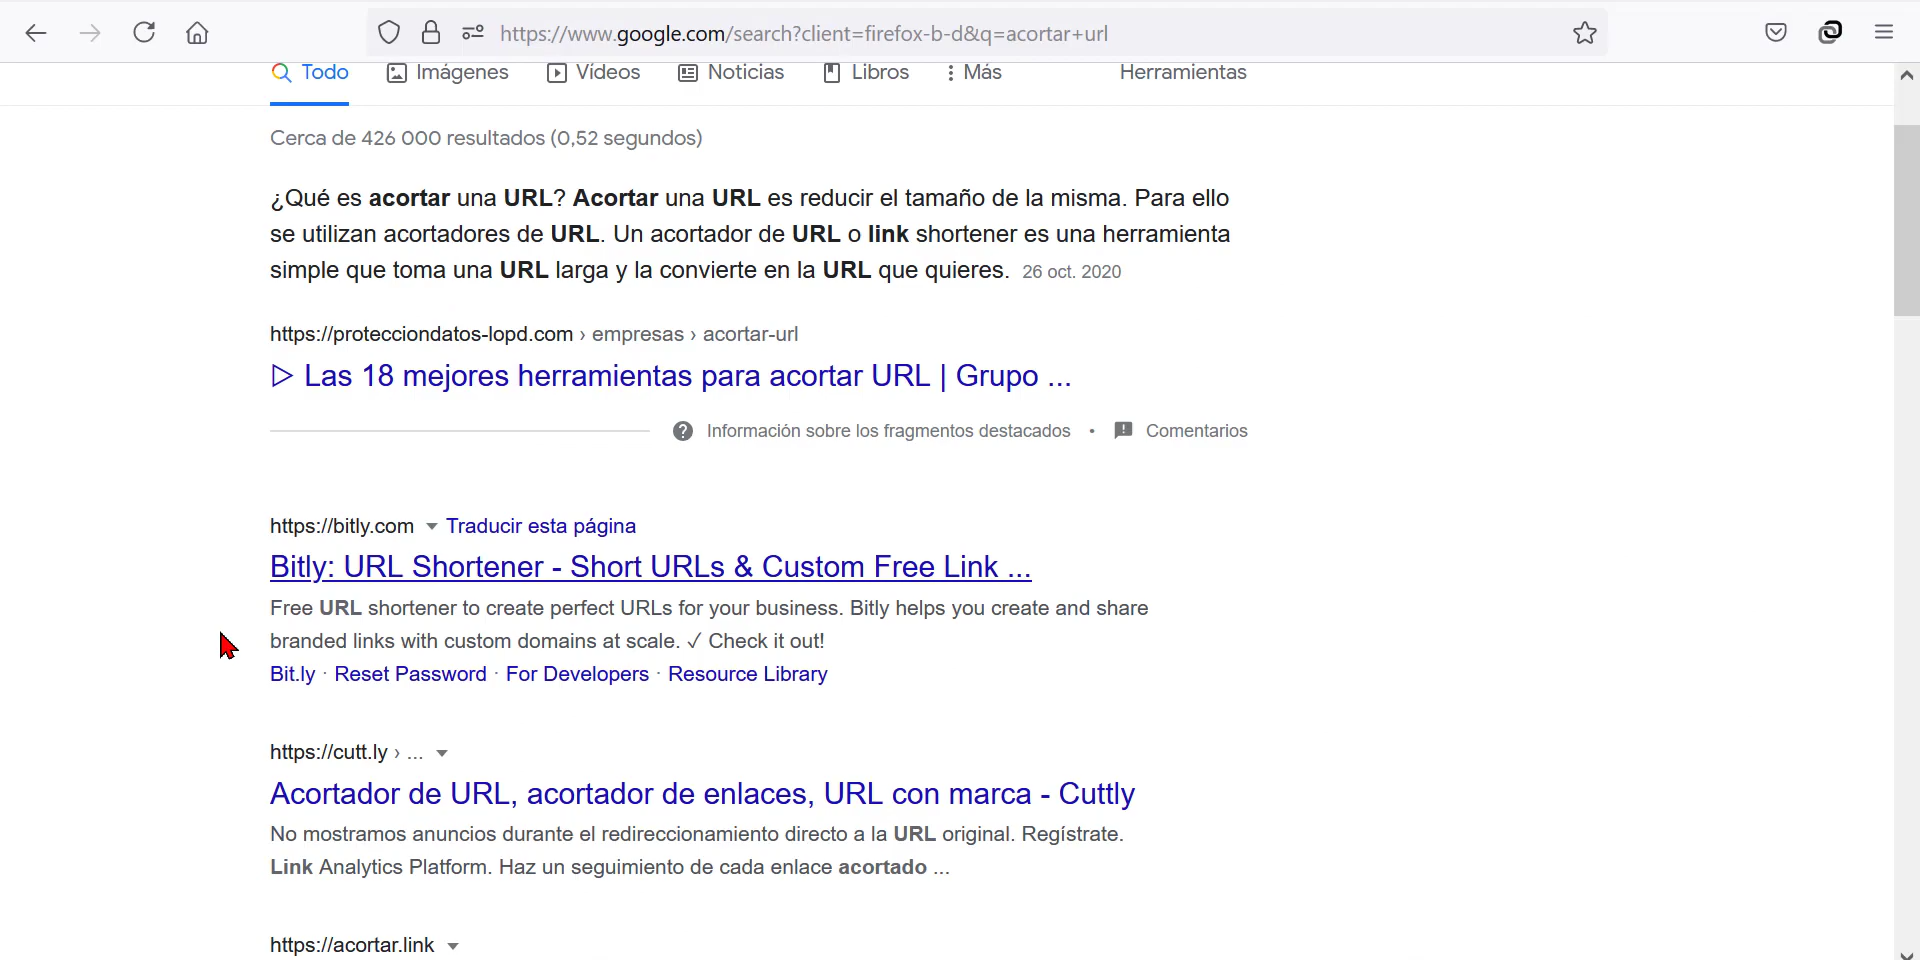 https://www.google.com/search?client=firefox-b-d&q=acortar+url
Todo Imágenes Vídeos Noticias Libros Más Herramientas
Cerca de 426 000 resultados (0,52 segundos)
¿Qué es acortar una URL? Acortar una URL es reducir el tamaño de la misma. Para ello
se utilizan acortadores de URL. Un acortador de URL o link shortener es una herramienta
simple que toma una URL larga y la convierte en la URL que quieres. 26 oct. 2020
https://protecciondatos-lopd.com › empresas › acortar-url
▷ Las 18 mejores herramientas para acortar URL | Grupo ...
Información sobre los fragmentos destacados • Comentarios
https://bitly.com Traducir esta página
Bitly: URL Shortener - Short URLs & Custom Free Link ...
Free URL shortener to create perfect URLs for your business. Bitly helps you create and share
branded links with custom domains at scale. ✓ Check it out!
Bit.ly · Reset Password · For Developers · Resource Library
https://cutt.ly › ...
Acortador de URL, acortador de enlaces, URL con marca - Cuttly
No mostramos anuncios durante el redireccionamiento directo a la URL original. Regístrate.
Link Analytics Platform. Haz un seguimiento de cada enlace acortado ...
https://acortar.link